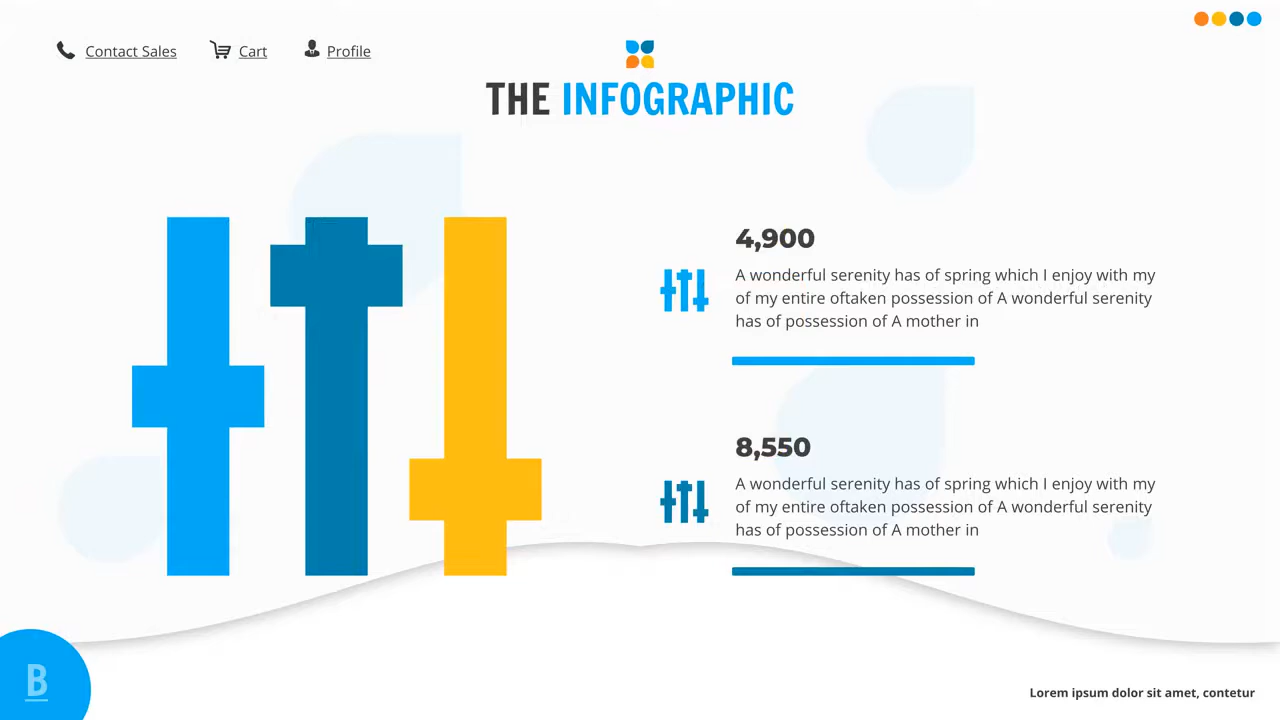 Contact Sales Cart Profile
THE INFOGRAPHIC
4,900
A wonderful serenity has of spring which I enjoy with my
of my entire oftaken possession of A wonderful serenity
has of possession of A mother in
8,550
A wonderful serenity has of spring which I enjoy with my
of my entire oftaken possession of A wonderful serenity
has of possession of A mother in
B
Lorem ipsum dolor sit amet, contetur